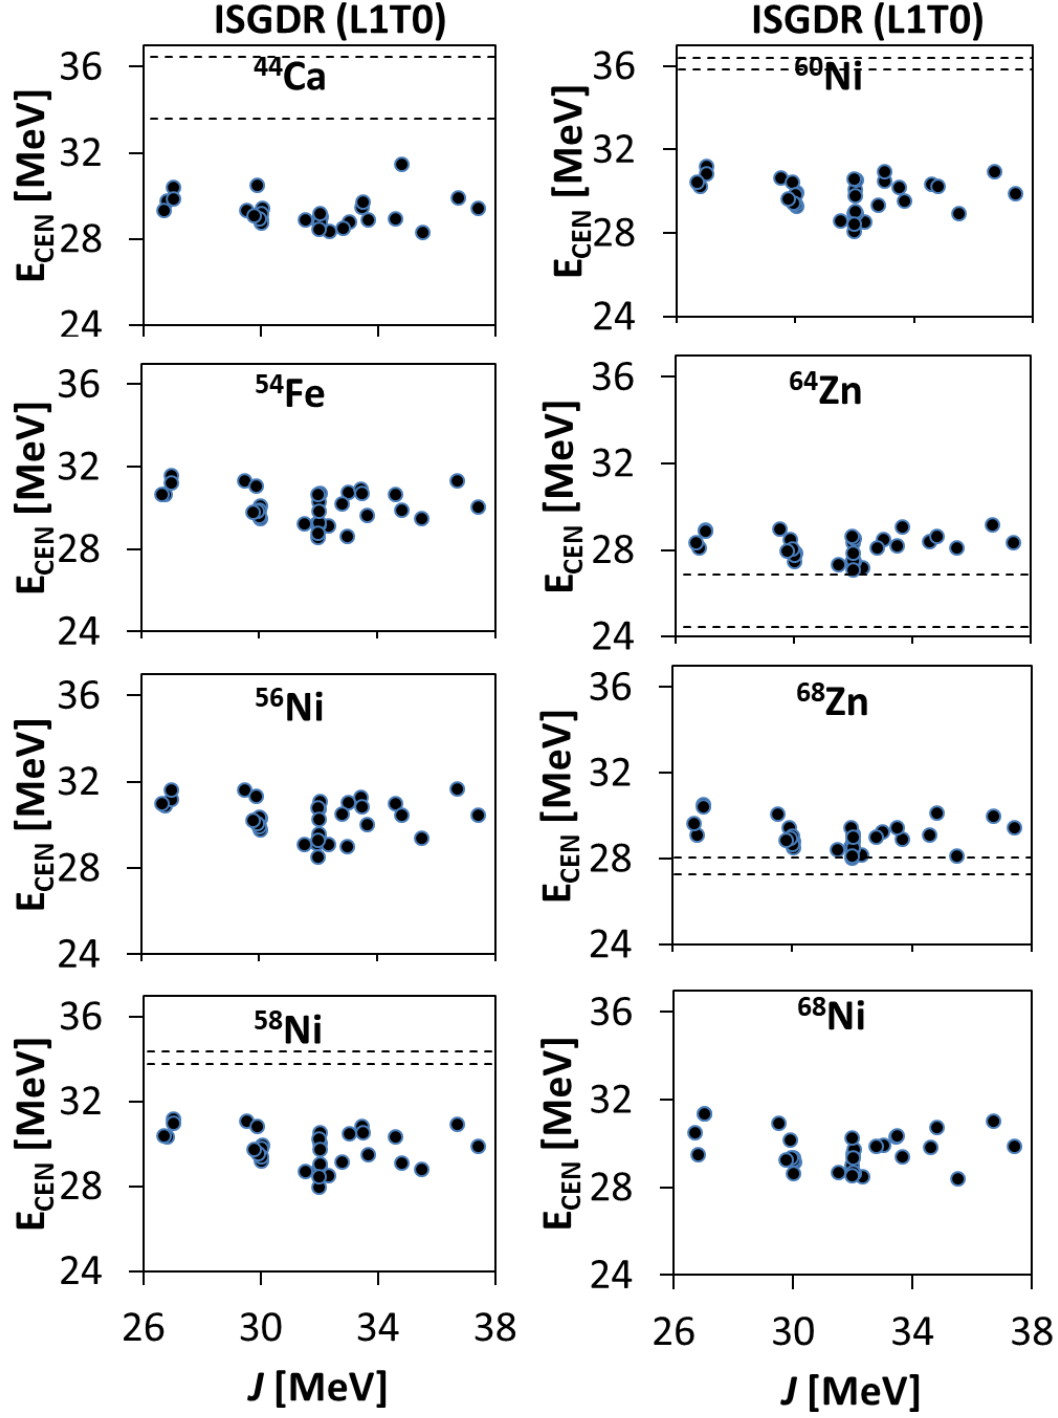 ISGDR (L1T0)
36
32
28
24
E_CEN [MeV]
⁴⁴Ca
36
32
28
24
E_CEN [MeV]
⁵⁴Fe
36
32
28
24
E_CEN [MeV]
⁵⁶Ni
36
32
28
24
E_CEN [MeV]
⁵⁸Ni
26 30 34 38
J [MeV]
ISGDR (L1T0)
36
32
28
24
E_CEN [MeV]
⁶⁰Ni
36
32
28
24
E_CEN [MeV]
⁶⁴Zn
36
32
28
24
E_CEN [MeV]
⁶⁸Zn
36
32
28
24
E_CEN [MeV]
⁶⁸Ni
26 30 34 38
J [MeV]